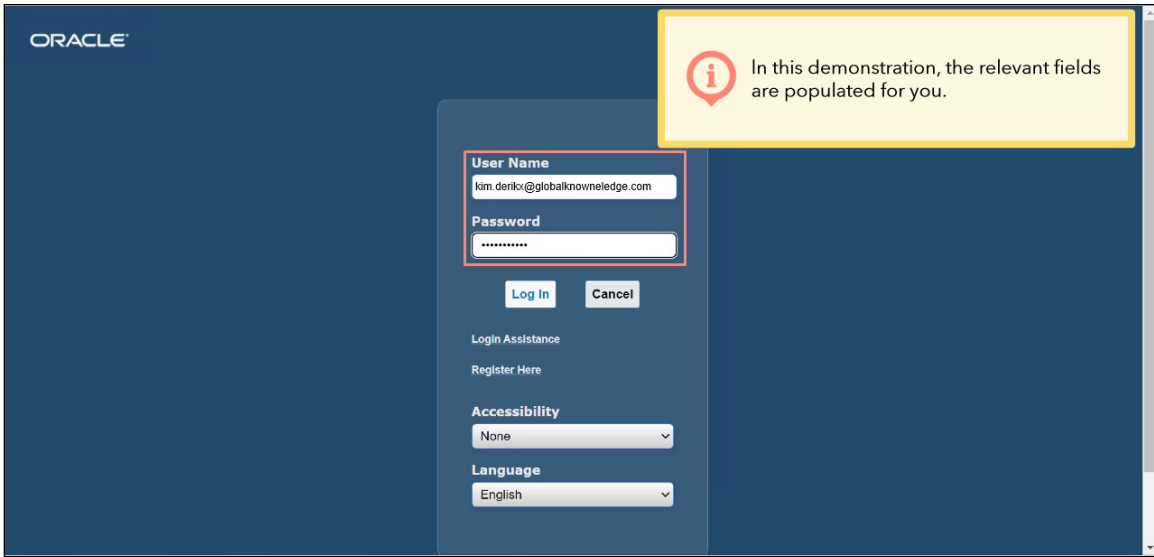 ORACLE
In this demonstration, the relevant fields
are populated for you.
User Name
kim.derikx@globalknowneledge.com
Password
•••••••••••
Log In
Cancel
Login Assistance
Register Here
Accessibility
None
Language
English